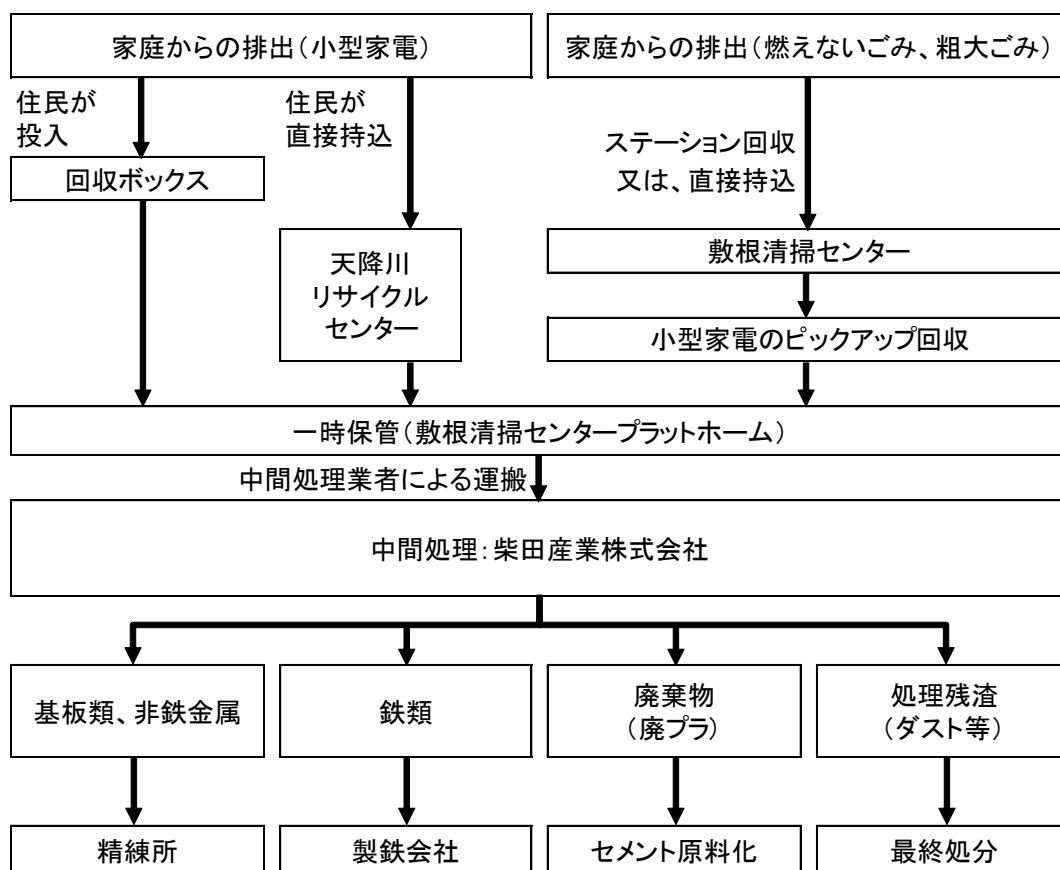 家庭からの排出（小型家電）
家庭からの排出（燃えないごみ、粗大ごみ）
住民が
投入
住民が
直接持込
ステーション回収
又は、直接持込
回収ボックス
天降川
リサイクル
センター
敷根清掃センター
小型家電のピックアップ回収
一時保管（敷根清掃センタープラットホーム）
中間処理業者による運搬
中間処理：柴田産業株式会社
基板類、非鉄金属
鉄類
廃棄物
（廃プラ）
処理残渣
（ダスト等）
精練所
製鉄会社
セメント原料化
最終処分